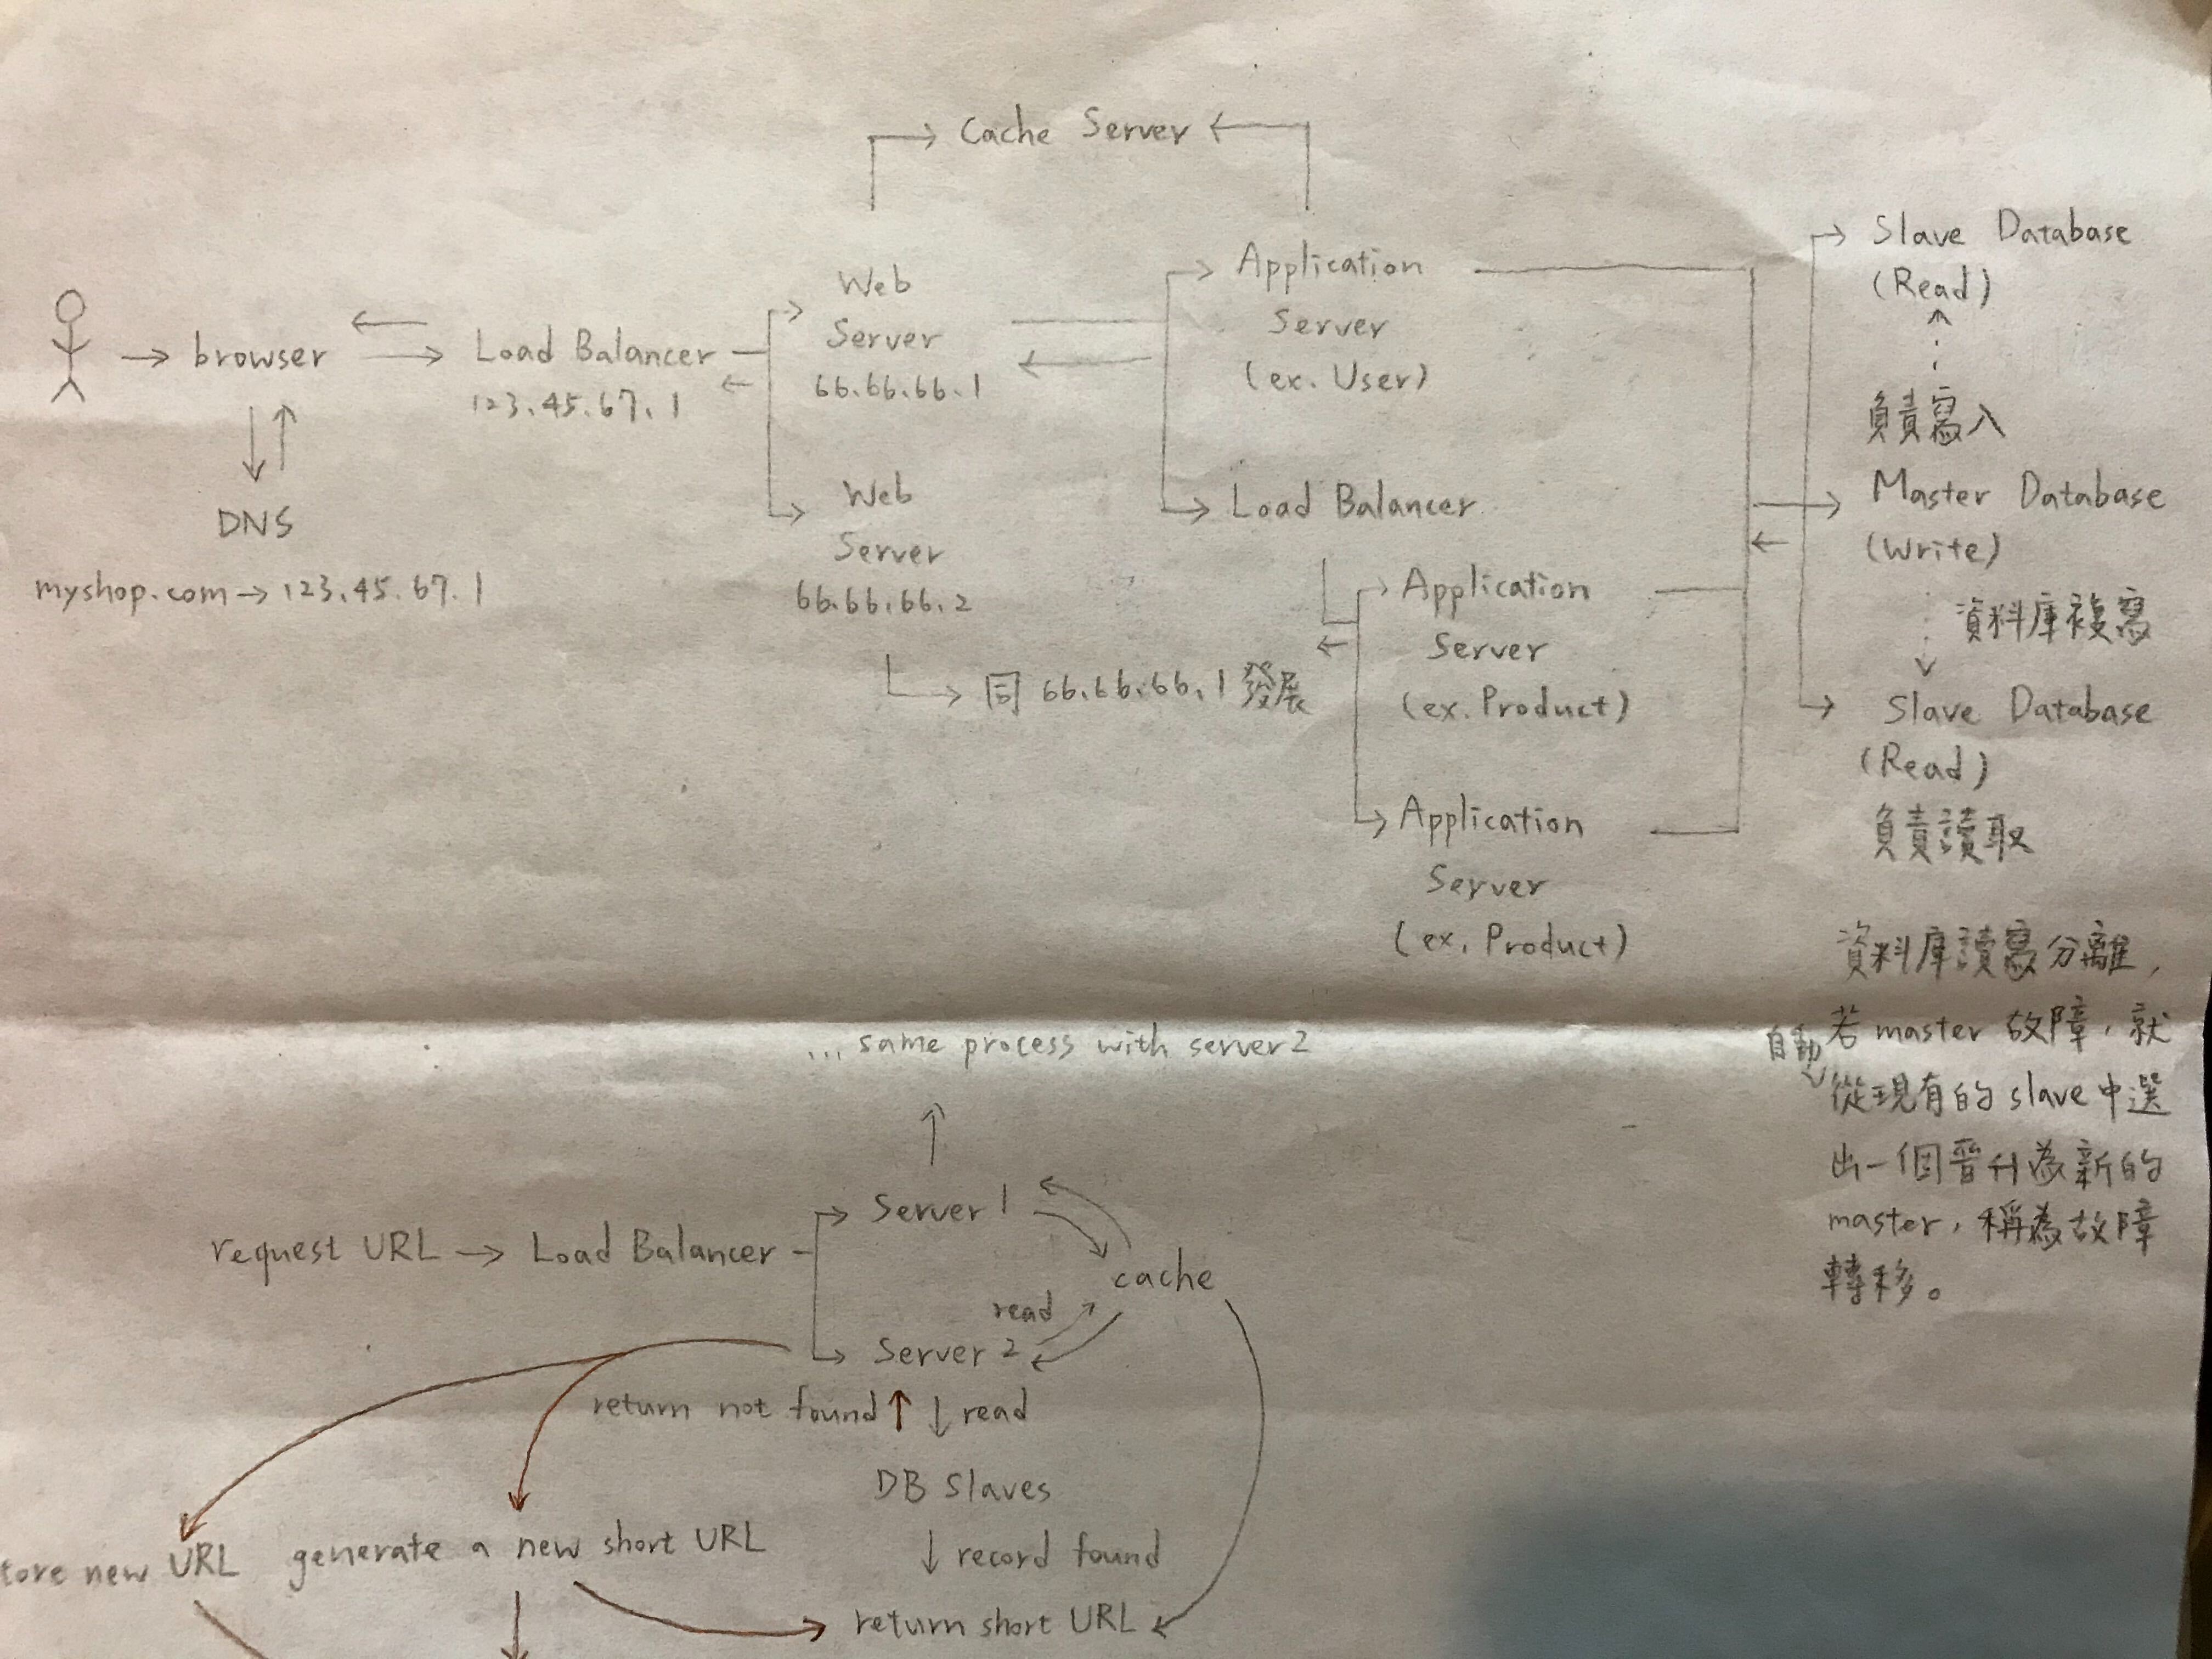 Cache Server
Web
Server
66.66.66.1
Application
Server
(ex. User)
Slave Database
(Read)
browser
Load Balancer
123.45.67.1
負責寫入
Master Database
(Write)
DNS
myshop.com → 123.45.67.1
Web
Server
66.66.66.2
Load Balancer
Application
Server
(ex. Product)
資料庫複寫
同 66.66.66.1 發展
Slave Database
(Read)
負責讀取
Application
Server
(ex. Product)
資料庫讀寫分離,
若 master 故障, 就
自動
從現有的 slave 中選
出一個晉升為新的
master, 稱為故障
轉移。
... same process with server 2
request URL → Load Balancer
Server 1
cache
read
Server 2
return not found ↑ ↓ read
DB Slaves
↓ record found
new URL
generate a new short URL
return short URL